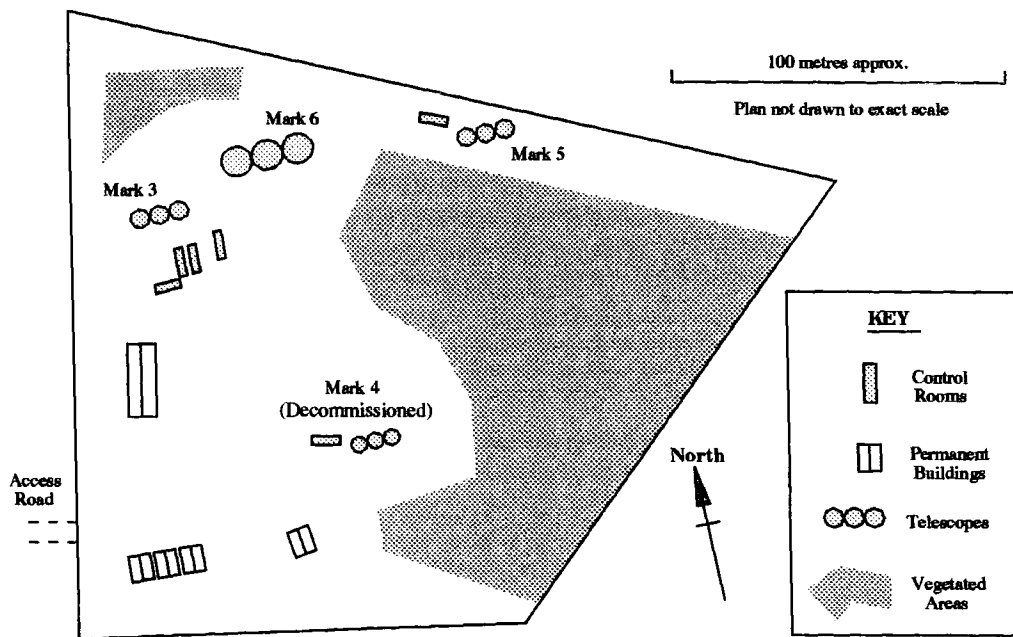 100 metres approx.
Plan not drawn to exact scale
Mark 6
Mark 5
Mark 3
Mark 4
(Decommissioned)
Access
Road
North
KEY
Control
Rooms
Permanent
Buildings
Telescopes
Vegetated
Areas